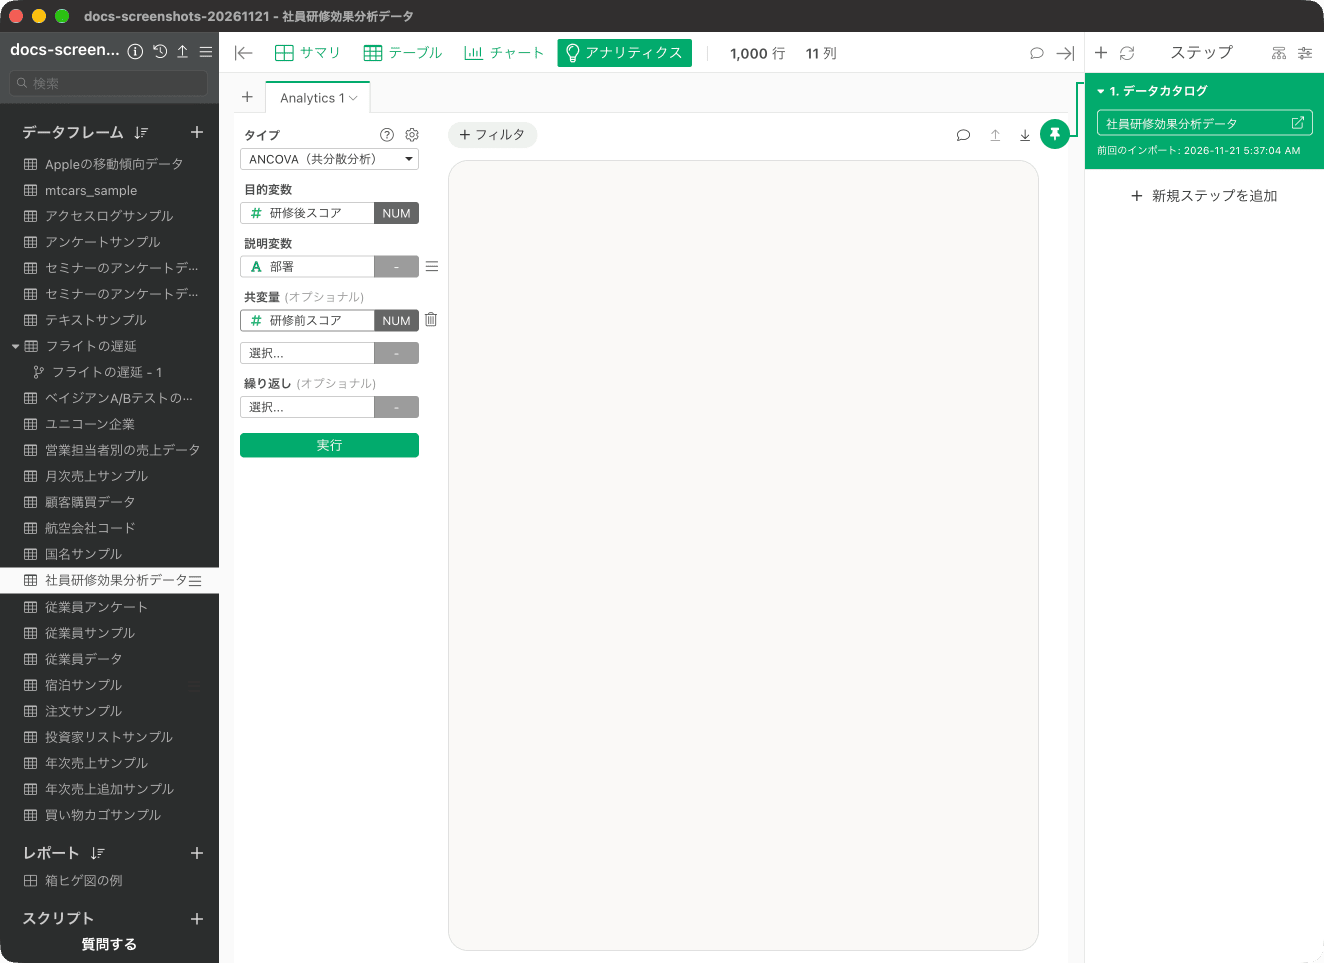 docs-screenshots-20261121 - 社員研修効果分析データ
docs-screen...
検索
データフレーム
Appleの移動傾向データ
mtcars_sample
アクセスログサンプル
アンケートサンプル
セミナーのアンケートデ…
セミナーのアンケートデ…
テキストサンプル
フライトの遅延
フライトの遅延 - 1
ベイジアンA/Bテストの…
ユニコーン企業
営業担当者別の売上データ
月次売上サンプル
顧客購買データ
航空会社コード
国名サンプル
社員研修効果分析データ
従業員アンケート
従業員サンプル
従業員データ
宿泊サンプル
注文サンプル
投資家リストサンプル
年次売上サンプル
年次売上追加サンプル
買い物カゴサンプル
レポート
箱ヒゲ図の例
スクリプト
質問する
サマリ
テーブル
チャート
アナリティクス
1,000 行
11 列
Analytics 1
タイプ
ANCOVA（共分散分析）
目的変数
# 研修後スコア NUM
説明変数
A 部署 -
共変量 (オプショナル)
# 研修前スコア NUM
選択... -
繰り返し (オプショナル)
選択... -
実行
+ フィルタ
ステップ
1. データカタログ
社員研修効果分析データ
前回のインポート: 2026-11-21 5:37:04 AM
+ 新規ステップを追加